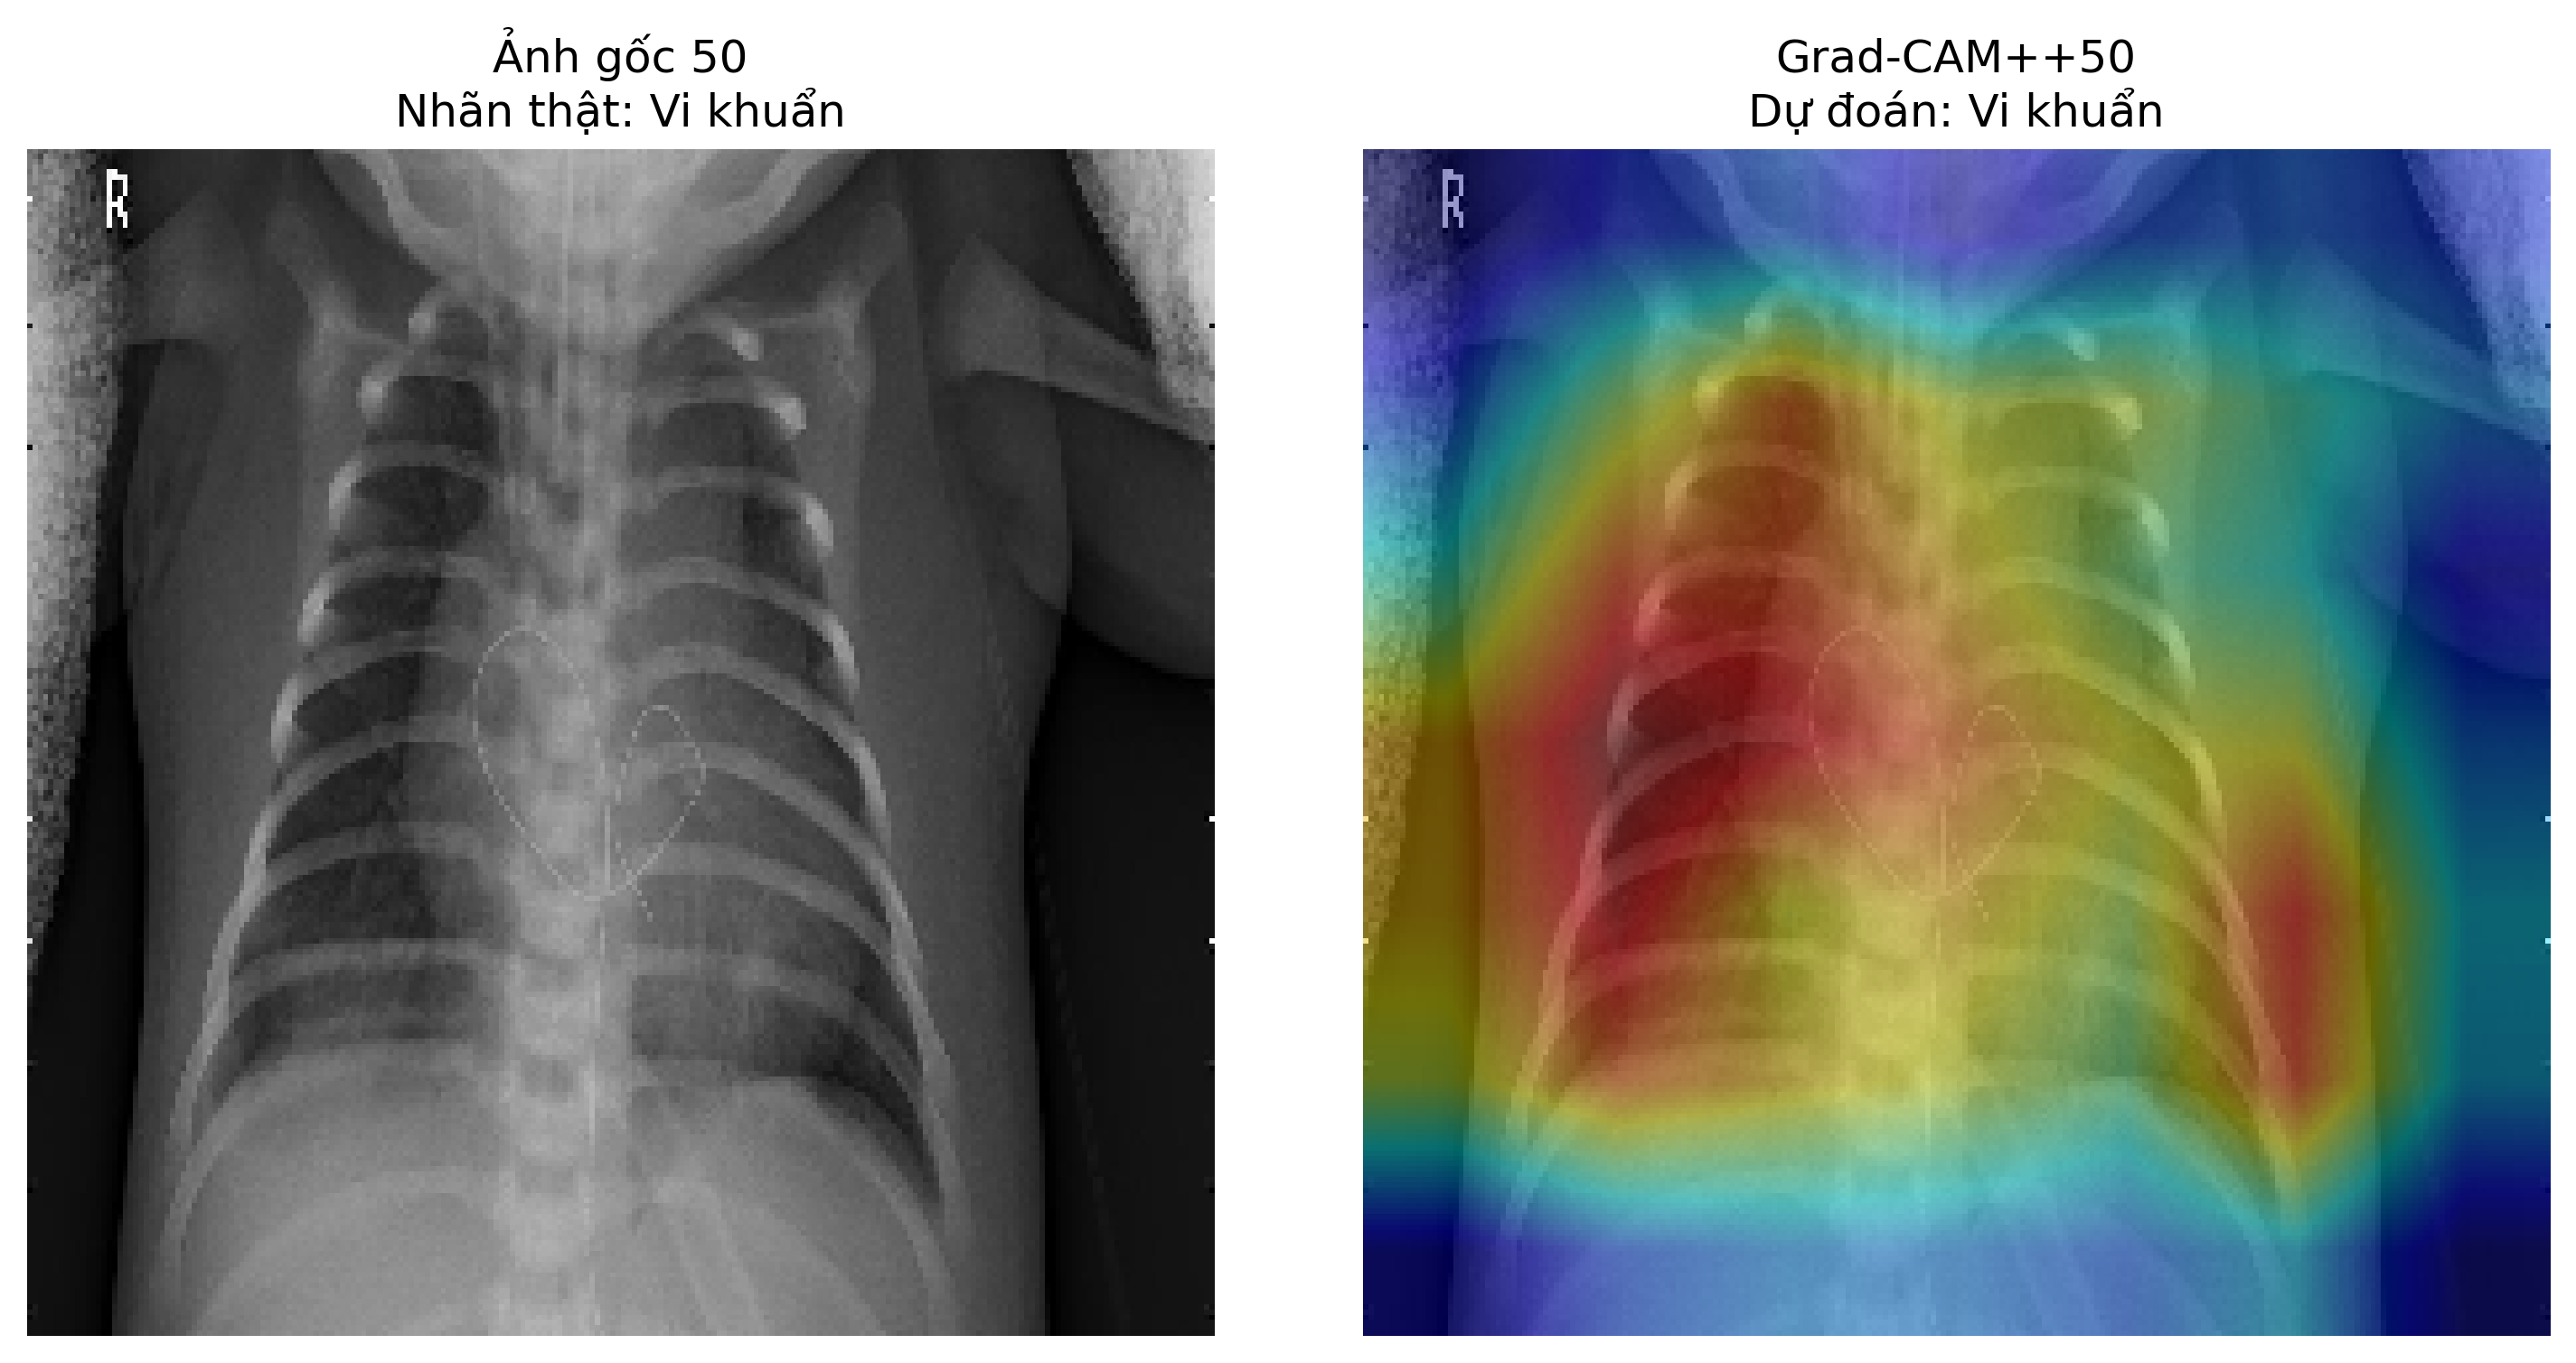 Ảnh gốc 50
Nhãn thật: Vi khuẩn
R
Grad-CAM++50
Dự đoán: Vi khuẩn
R